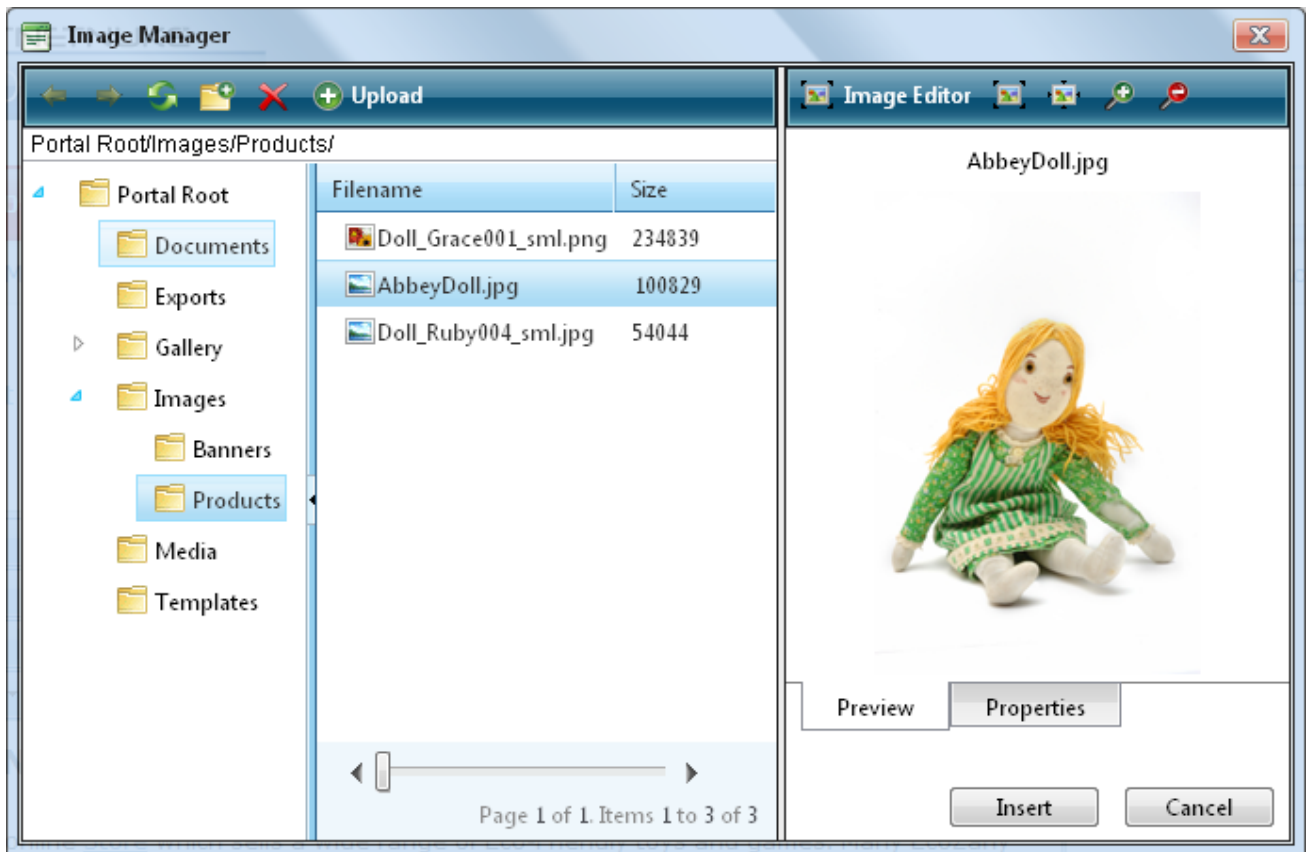 Image Manager
Upload
Image Editor
Portal Root/Images/Products/
Portal Root
Documents
Exports
Gallery
Images
Banners
Products
Media
Templates
Filename Size
Doll_Grace001_sml.png 234839
AbbeyDoll.jpg 100829
Doll_Ruby004_sml.jpg 54044
Page 1 of 1. Items 1 to 3 of 3
AbbeyDoll.jpg
Preview Properties
Insert Cancel